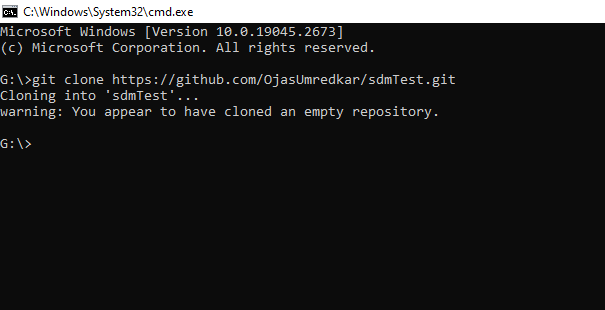 C:\Windows\System32\cmd.exe
Microsoft Windows [Version 10.0.19045.2673]
(c) Microsoft Corporation. All rights reserved.
G:\>git clone https://github.com/OjasUmredkar/sdmTest.git
Cloning into 'sdmTest'...
warning: You appear to have cloned an empty repository.
G:\>